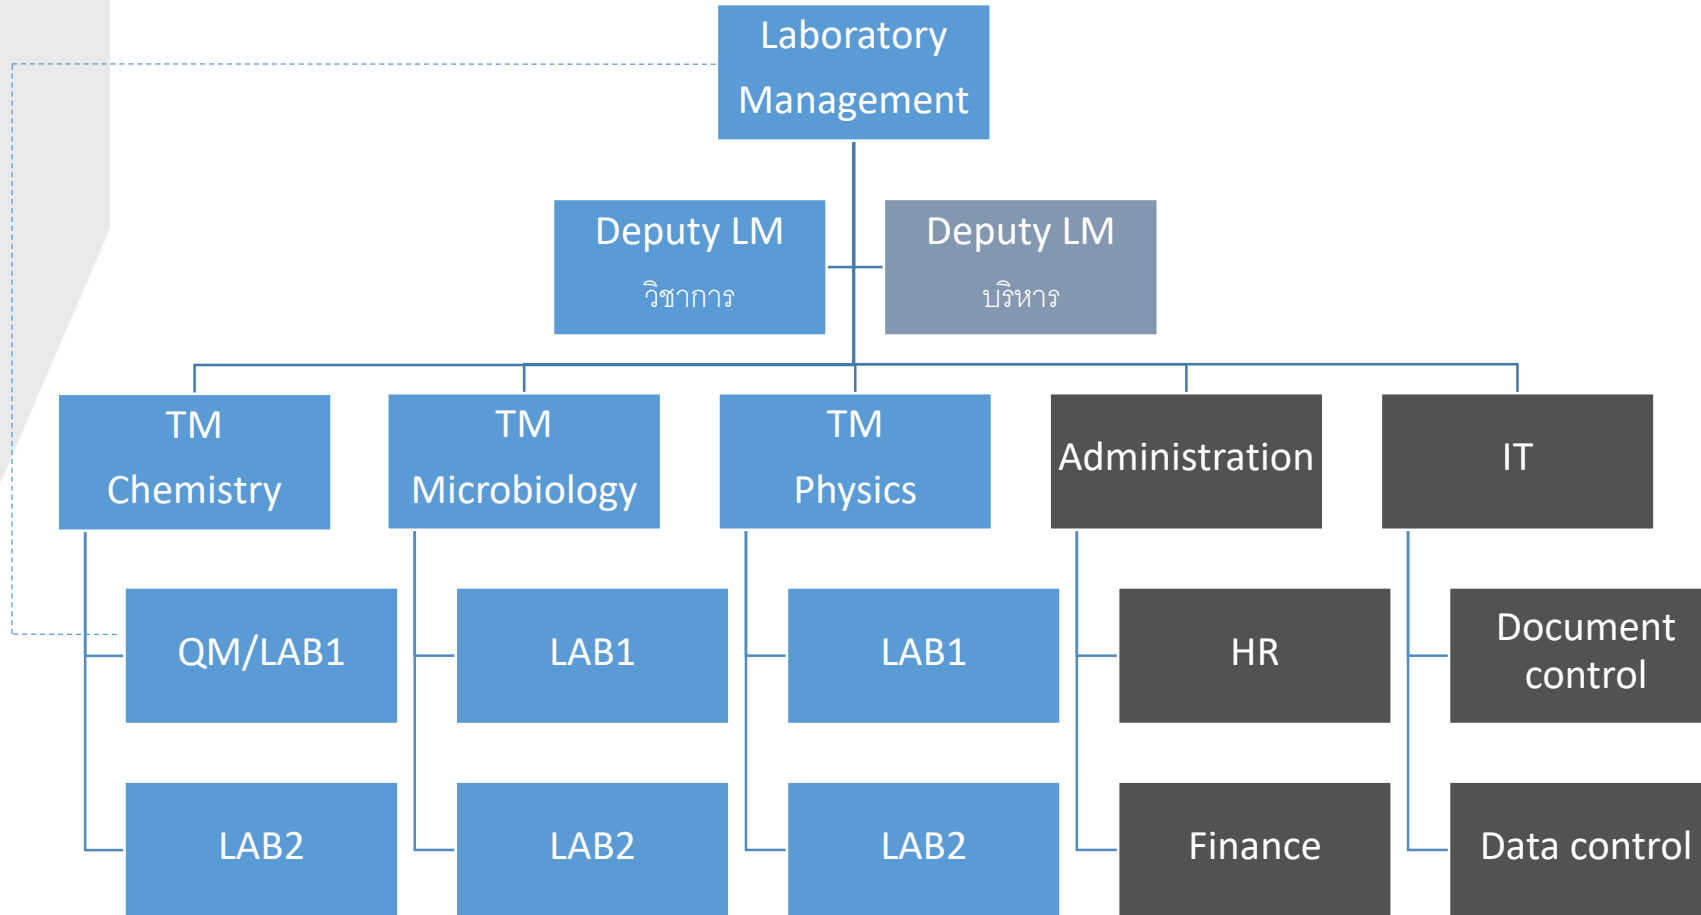 Laboratory
Management
Deputy LM
วิชาการ
Deputy LM
บริหาร
TM
Chemistry
TM
Microbiology
TM
Physics
Administration
IT
QM/LAB1
LAB1
LAB1
HR
Document
control
LAB2
LAB2
LAB2
Finance
Data control